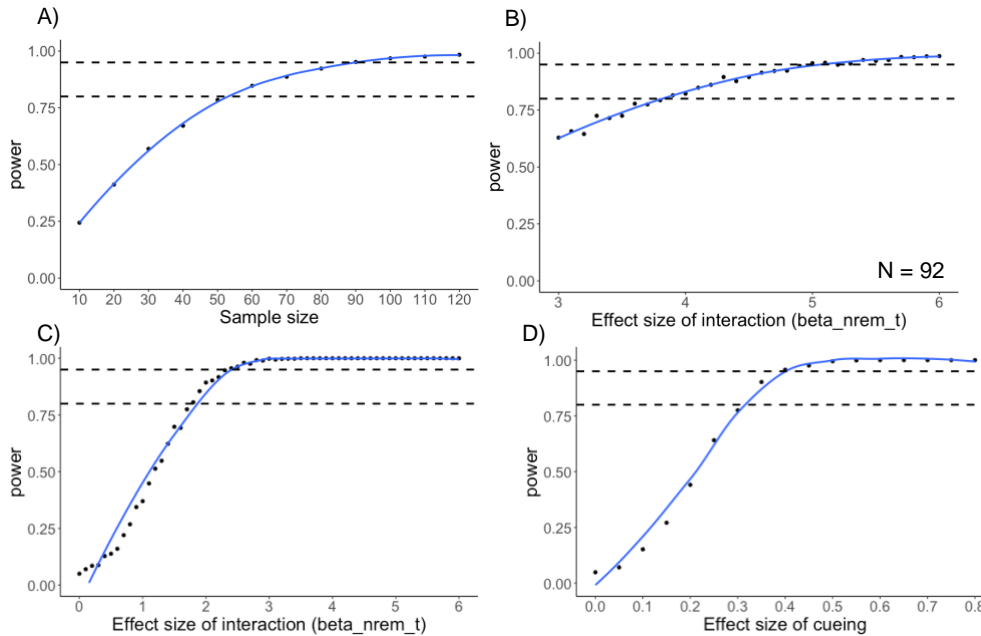 A)
1.00
0.75
0.50
0.25
0.00
power
10 20 30 40 50 60 70 80 90 100 110 120
Sample size
B)
1.00
0.75
0.50
0.25
0.00
power
N = 92
3 4 5 6
Effect size of interaction (beta_nrem_t)
C)
1.00
0.75
0.50
0.25
0.00
power
0 1 2 3 4 5 6
Effect size of interaction (beta_nrem_t)
D)
1.00
0.75
0.50
0.25
0.00
power
0.0 0.1 0.2 0.3 0.4 0.5 0.6 0.7 0.8
Effect size of cueing